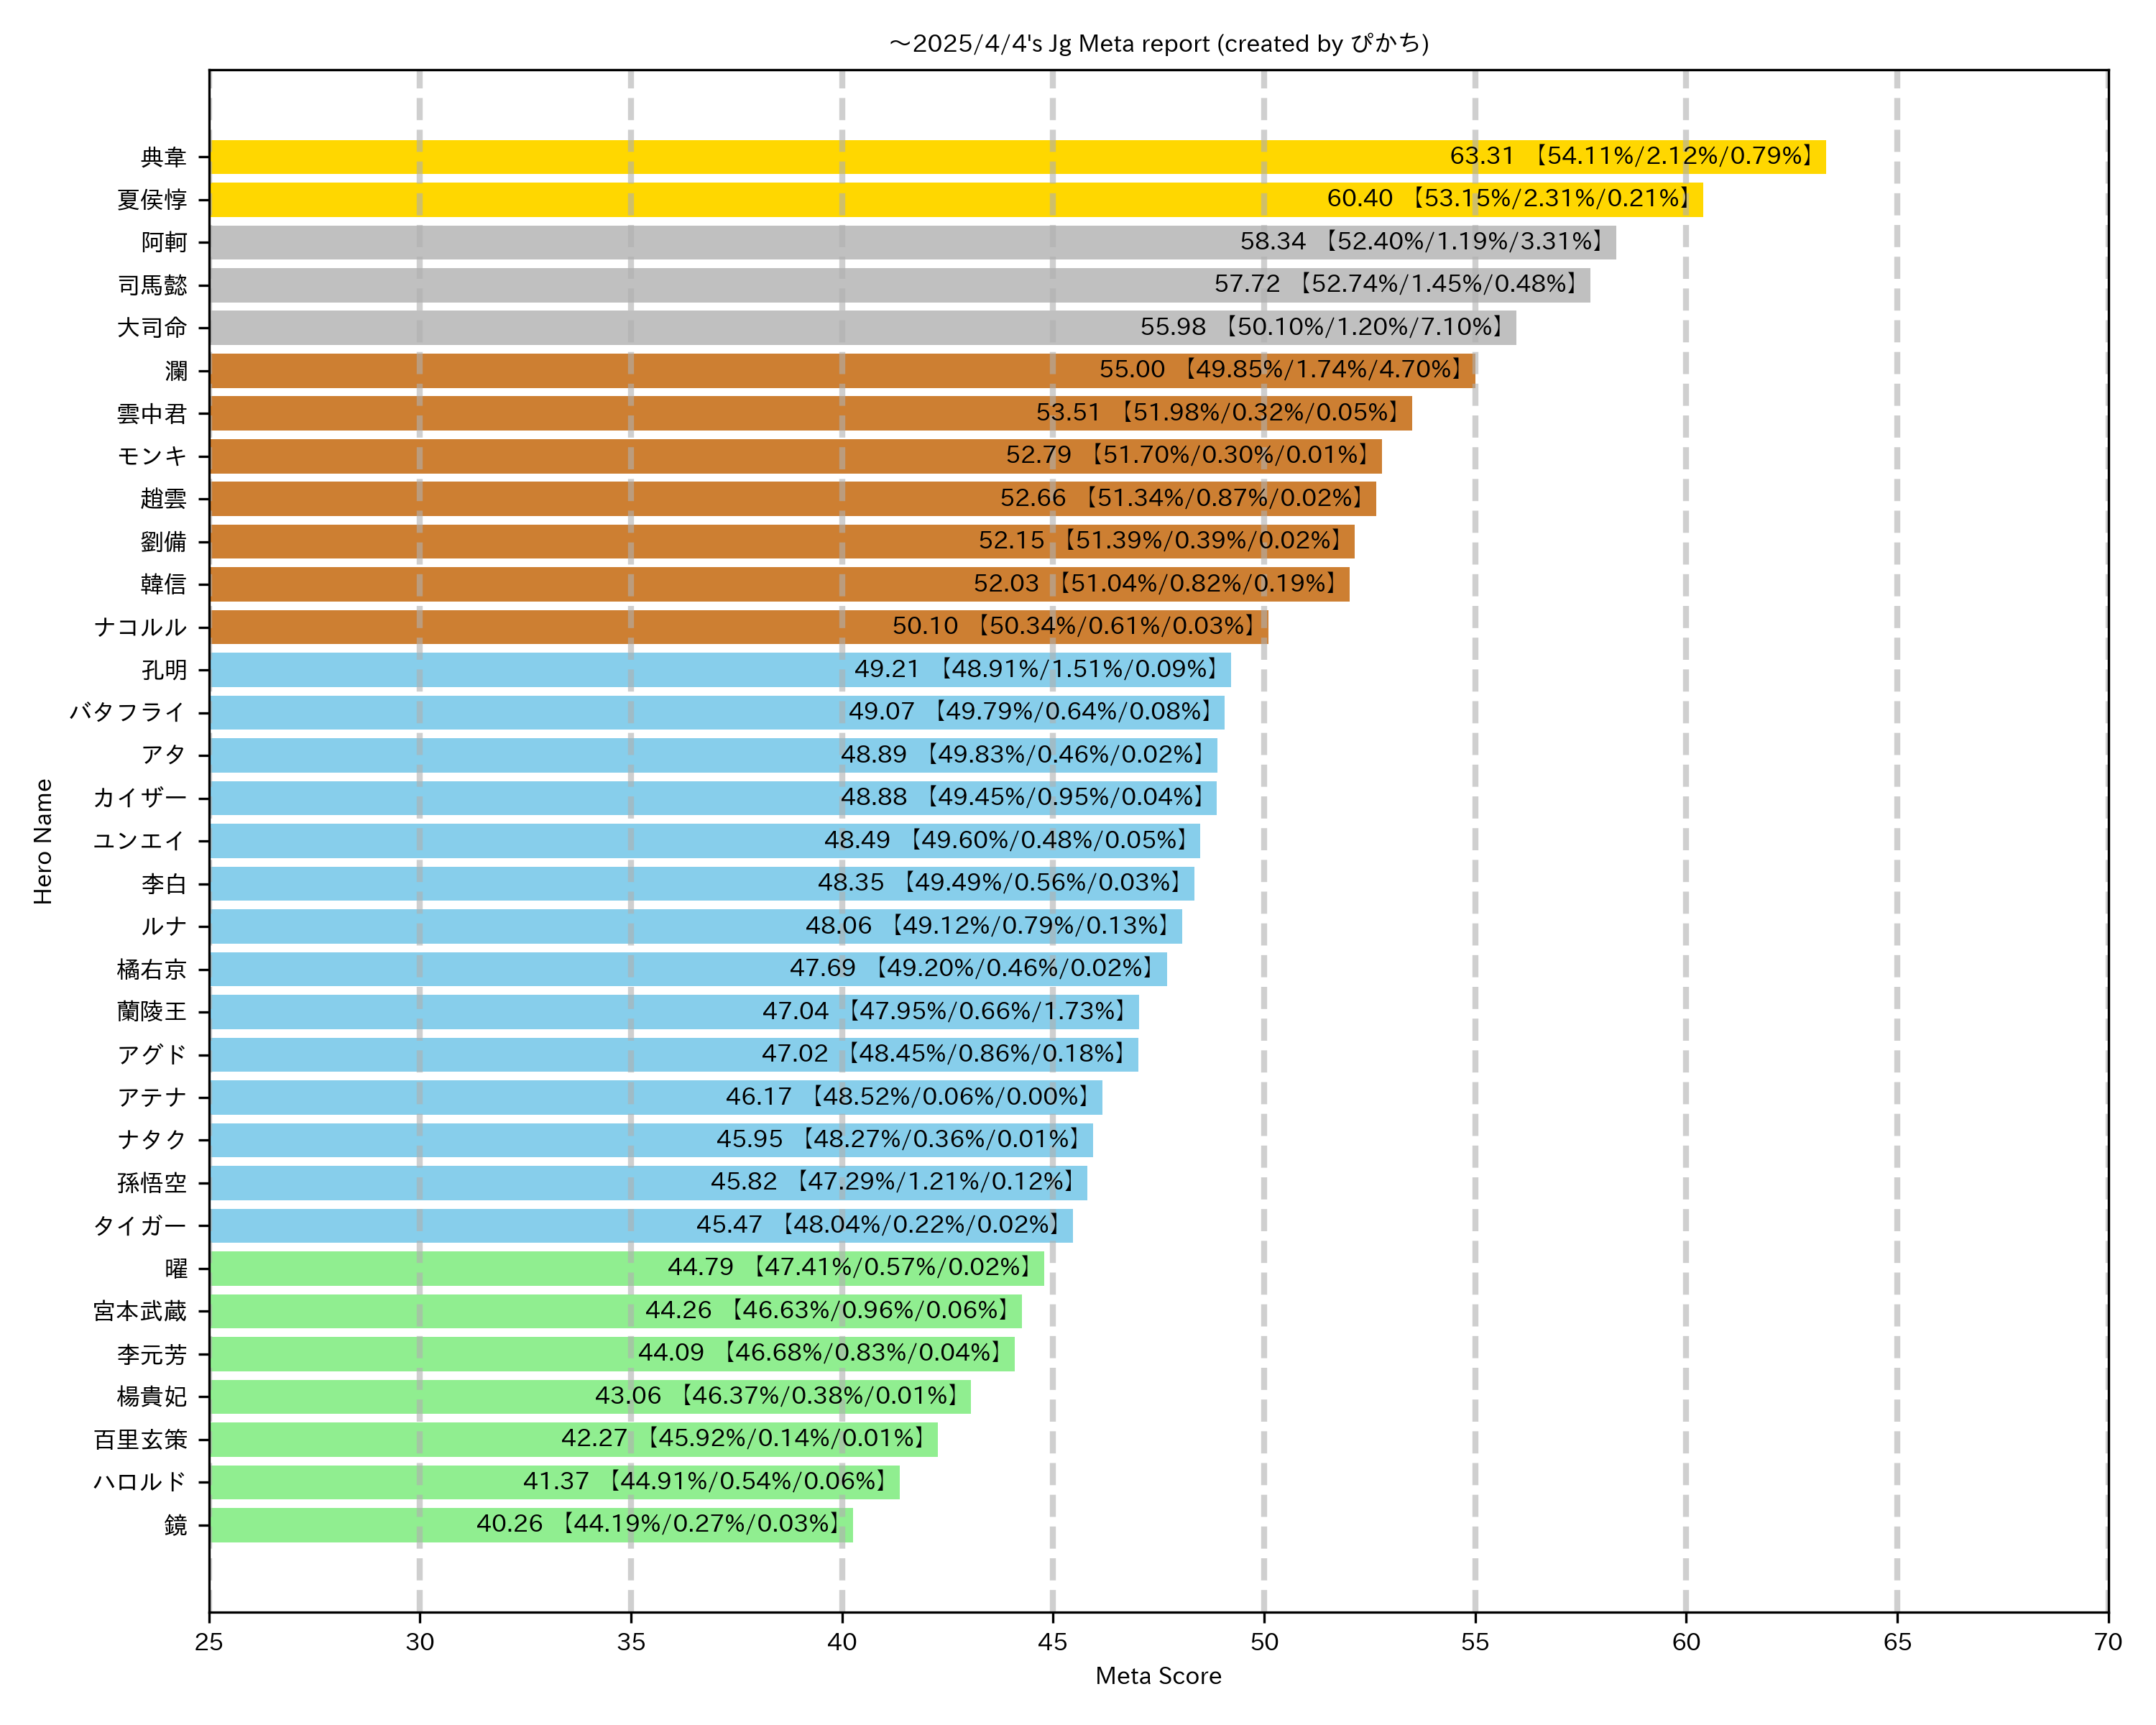 ～2025/4/4's Jg Meta report (created by ぴかち)
典韋 63.31 【54.11%/2.12%/0.79%】
夏侯惇 60.40 【53.15%/2.31%/0.21%】
阿軻 58.34 【52.40%/1.19%/3.31%】
司馬懿 57.72 【52.74%/1.45%/0.48%】
大司命 55.98 【50.10%/1.20%/7.10%】
瀾 55.00 【49.85%/1.74%/4.70%】
雲中君 53.51 【51.98%/0.32%/0.05%】
モンキ 52.79 【51.70%/0.30%/0.01%】
趙雲 52.66 【51.34%/0.87%/0.02%】
劉備 52.15 【51.39%/0.39%/0.02%】
韓信 52.03 【51.04%/0.82%/0.19%】
ナコルル 50.10 【50.34%/0.61%/0.03%】
孔明 49.21 【48.91%/1.51%/0.09%】
バタフライ 49.07 【49.79%/0.64%/0.08%】
アタ 48.89 【49.83%/0.46%/0.02%】
カイザー 48.88 【49.45%/0.95%/0.04%】
ユンエイ 48.49 【49.60%/0.48%/0.05%】
李白 48.35 【49.49%/0.56%/0.03%】
ルナ 48.06 【49.12%/0.79%/0.13%】
橘右京 47.69 【49.20%/0.46%/0.02%】
蘭陵王 47.04 【47.95%/0.66%/1.73%】
アグド 47.02 【48.45%/0.86%/0.18%】
アテナ 46.17 【48.52%/0.06%/0.00%】
ナタク 45.95 【48.27%/0.36%/0.01%】
孫悟空 45.82 【47.29%/1.21%/0.12%】
タイガー 45.47 【48.04%/0.22%/0.02%】
曜 44.79 【47.41%/0.57%/0.02%】
宮本武蔵 44.26 【46.63%/0.96%/0.06%】
李元芳 44.09 【46.68%/0.83%/0.04%】
楊貴妃 43.06 【46.37%/0.38%/0.01%】
百里玄策 42.27 【45.92%/0.14%/0.01%】
ハロルド 41.37 【44.91%/0.54%/0.06%】
鏡 40.26 【44.19%/0.27%/0.03%】
Hero Name
25 30 35 40 45 50 55 60 65 70
Meta Score